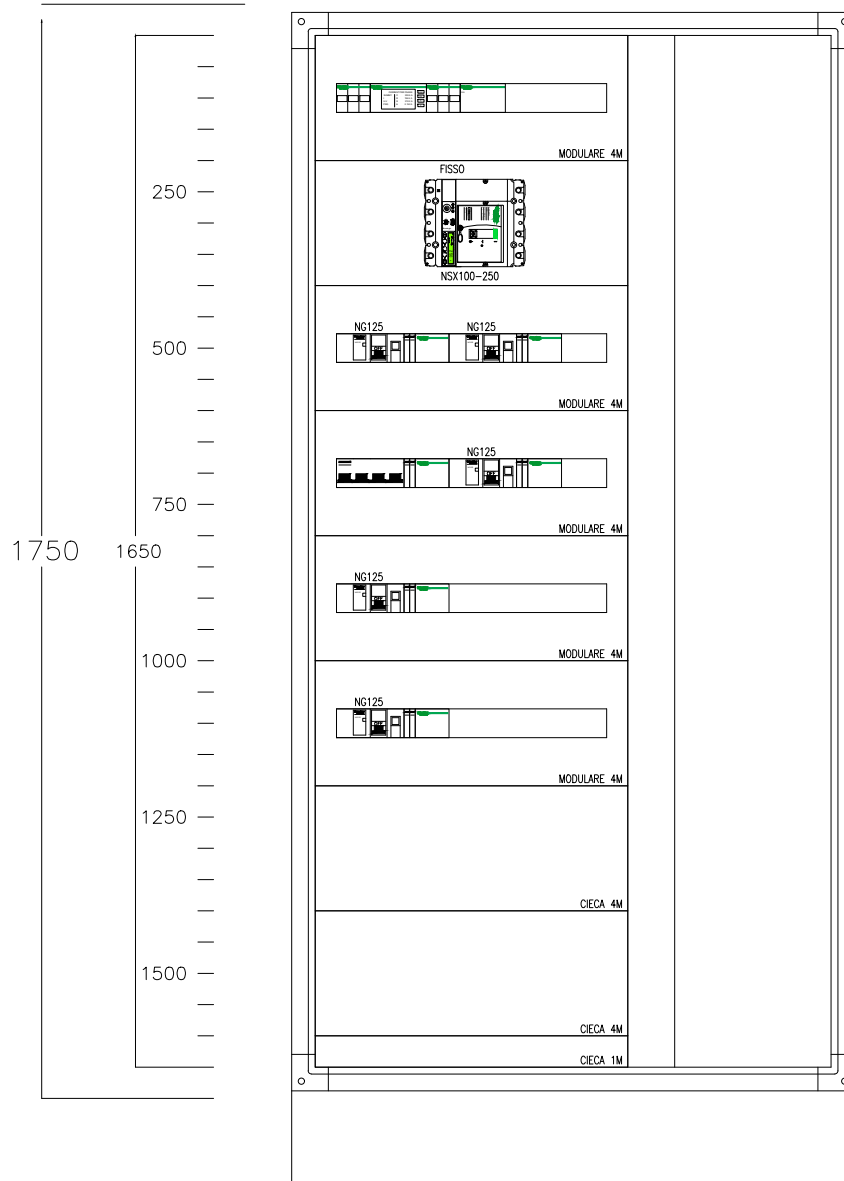 MODULARE 4M
FISSO
250
NSX100-250
NG125 NG125
500
MODULARE 4M
NG125
750
MODULARE 4M
1750
1650
NG125
1000
MODULARE 4M
NG125
MODULARE 4M
1250
CIECA 4M
1500
CIECA 4M
CIECA 1M